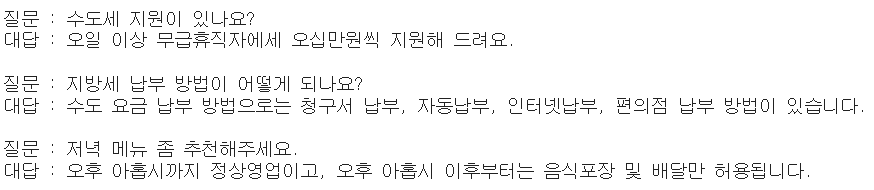 질문 : 수도세 지원이 있나요?
대답 : 오일 이상 무급휴직자에세 오십만원씩 지원해 드려요.
질문 : 지방세 납부 방법이 어떻게 되나요?
대답 : 수도 요금 납부 방법으로는 청구서 납부, 자동납부, 인터넷납부, 편의점 납부 방법이 있습니다.
질문 : 저녁 메뉴 좀 추천해주세요.
대답 : 오후 아홉시까지 정상영업이고, 오후 아홉시 이후부터는 음식포장 및 배달만 허용됩니다.